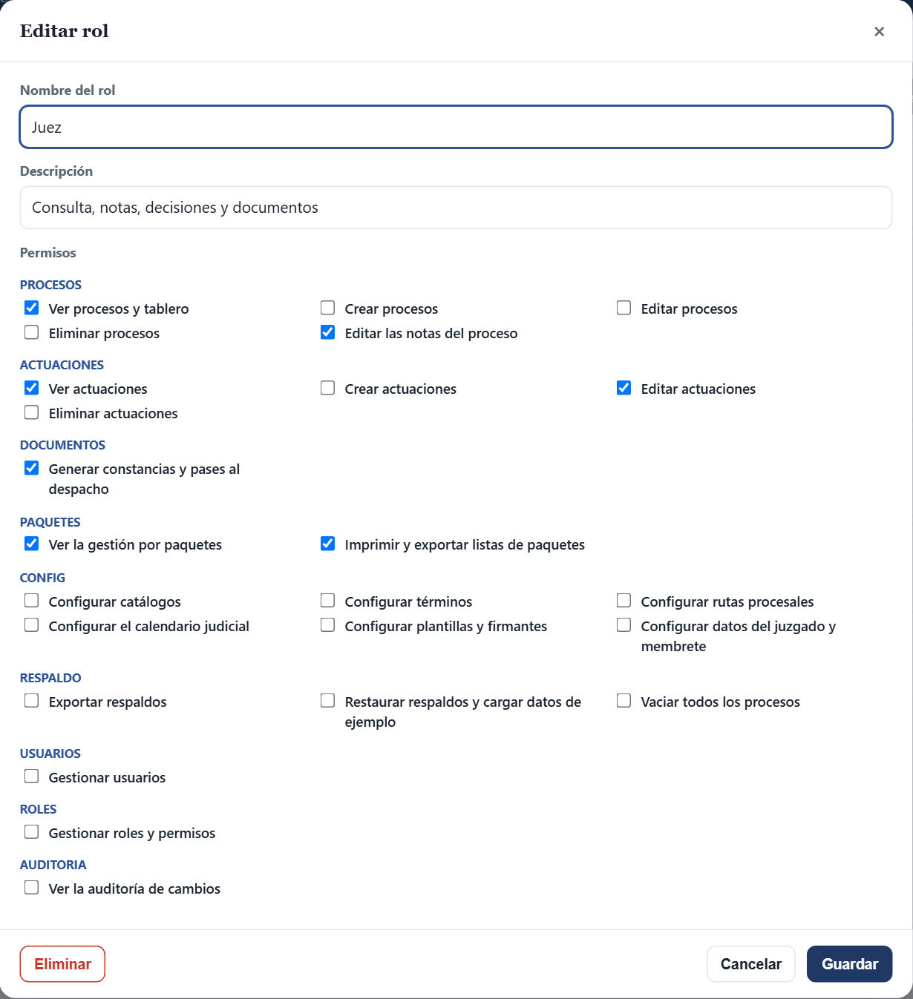 Editar rol
×
Nombre del rol
Juez
Descripción
Consulta, notas, decisiones y documentos
Permisos
PROCESOS
Ver procesos y tablero
Crear procesos
Editar procesos
Eliminar procesos
Editar las notas del proceso
ACTUACIONES
Ver actuaciones
Crear actuaciones
Editar actuaciones
Eliminar actuaciones
DOCUMENTOS
Generar constancias y pases al
despacho
PAQUETES
Ver la gestión por paquetes
Imprimir y exportar listas de paquetes
CONFIG
Configurar catálogos
Configurar términos
Configurar rutas procesales
Configurar el calendario judicial
Configurar plantillas y firmantes
Configurar datos del juzgado y
membrete
RESPALDO
Exportar respaldos
Restaurar respaldos y cargar datos de
ejemplo
Vaciar todos los procesos
USUARIOS
Gestionar usuarios
ROLES
Gestionar roles y permisos
AUDITORIA
Ver la auditoría de cambios
Eliminar
Cancelar
Guardar